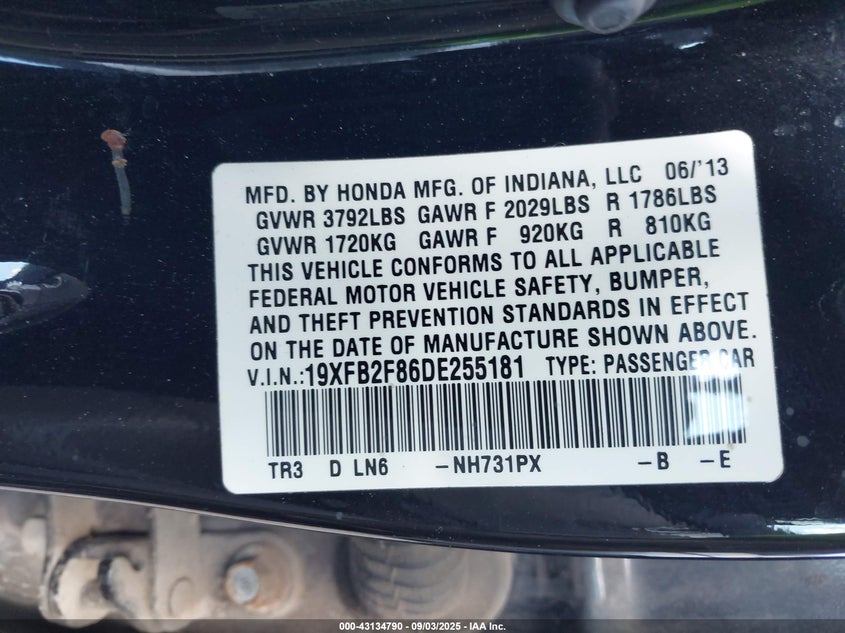 MFD. BY HONDA MFG. OF INDIANA, LLC 06/'13
GVWR 3792LBS GAWR F 2029LBS R 1786LBS
GVWR 1720KG GAWR F 920KG R 810KG
THIS VEHICLE CONFORMS TO ALL APPLICABLE
FEDERAL MOTOR VEHICLE SAFETY, BUMPER,
AND THEFT PREVENTION STANDARDS IN EFFECT
ON THE DATE OF MANUFACTURE SHOWN ABOVE.
V.I.N.:19XFB2F86DE255181 TYPE: PASSENGER CAR
TR3 D LN6 -NH731PX -B -E
000-43134790 - 09/03/2025 - IAA Inc.